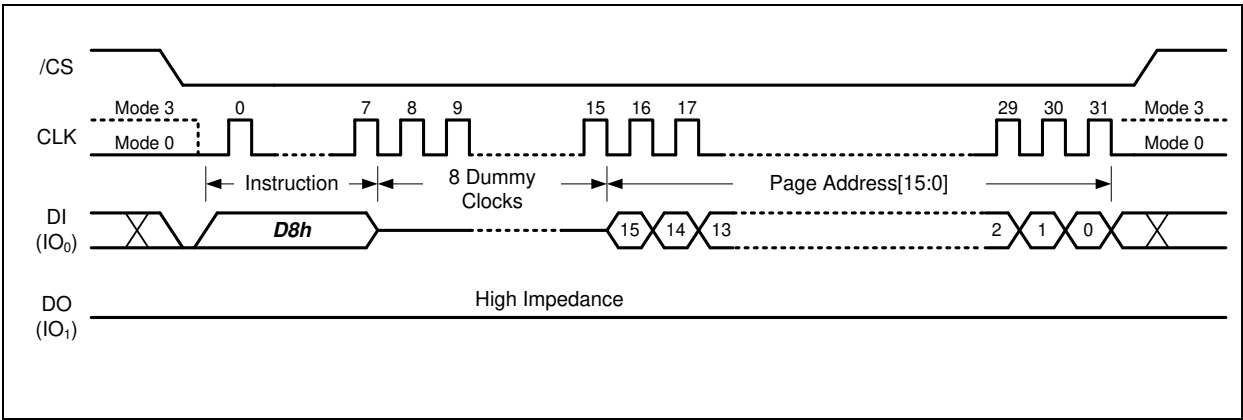 /CS
Mode 3 0 7 8 9 15 16 17 29 30 31 Mode 3
CLK
Mode 0 Mode 0
Instruction 8 Dummy Page Address[15:0]
Clocks
DI
(IO₀) D8h 15 14 13 2 1 0
High Impedance
DO
(IO₁)